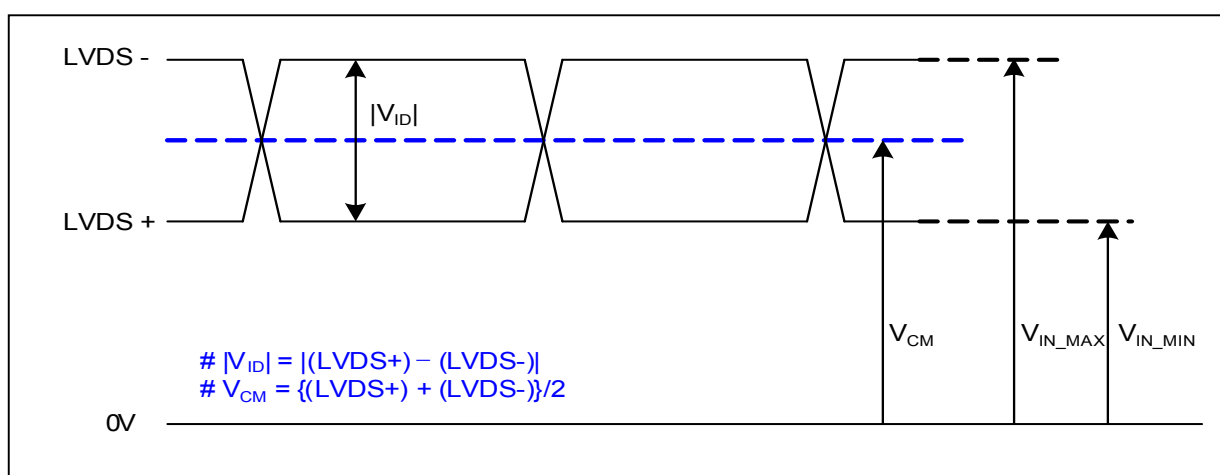 LVDS -
|VID|
LVDS +
VCM
VIN_MAX
VIN_MIN
# |VID| = |(LVDS+) − (LVDS-)|
# VCM = {(LVDS+) + (LVDS-)}/2
0V